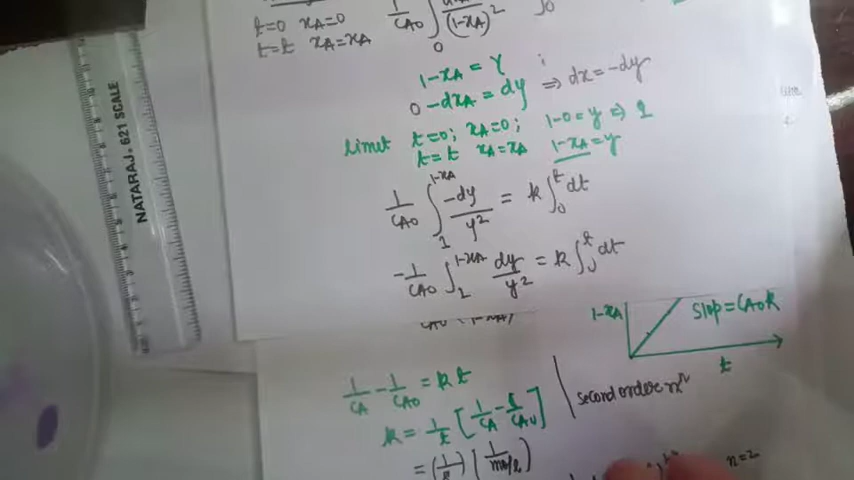 t=0 xA=0
t=t xA=xA
1/CA0 ∫0 (1-xA)²
1-xA = Y
0 -dxA = dy ⇒ dx = -dy
limit t=0; xA=0; 1-0=y ⇒ 1
t=t xA=xA 1-xA=y
1/CA0 ∫1^(1-xA) -dy/y² = k ∫0^t dt
-1/CA0 ∫1^(1-xA) dy/y² = k ∫0^t dt
1-xA Slop = CA0k
t
1/CA - 1/CA0 = kt
second order
k = 1/t [1/CA - 1/CA0]
n=2
NATARAJ 621 SCALE